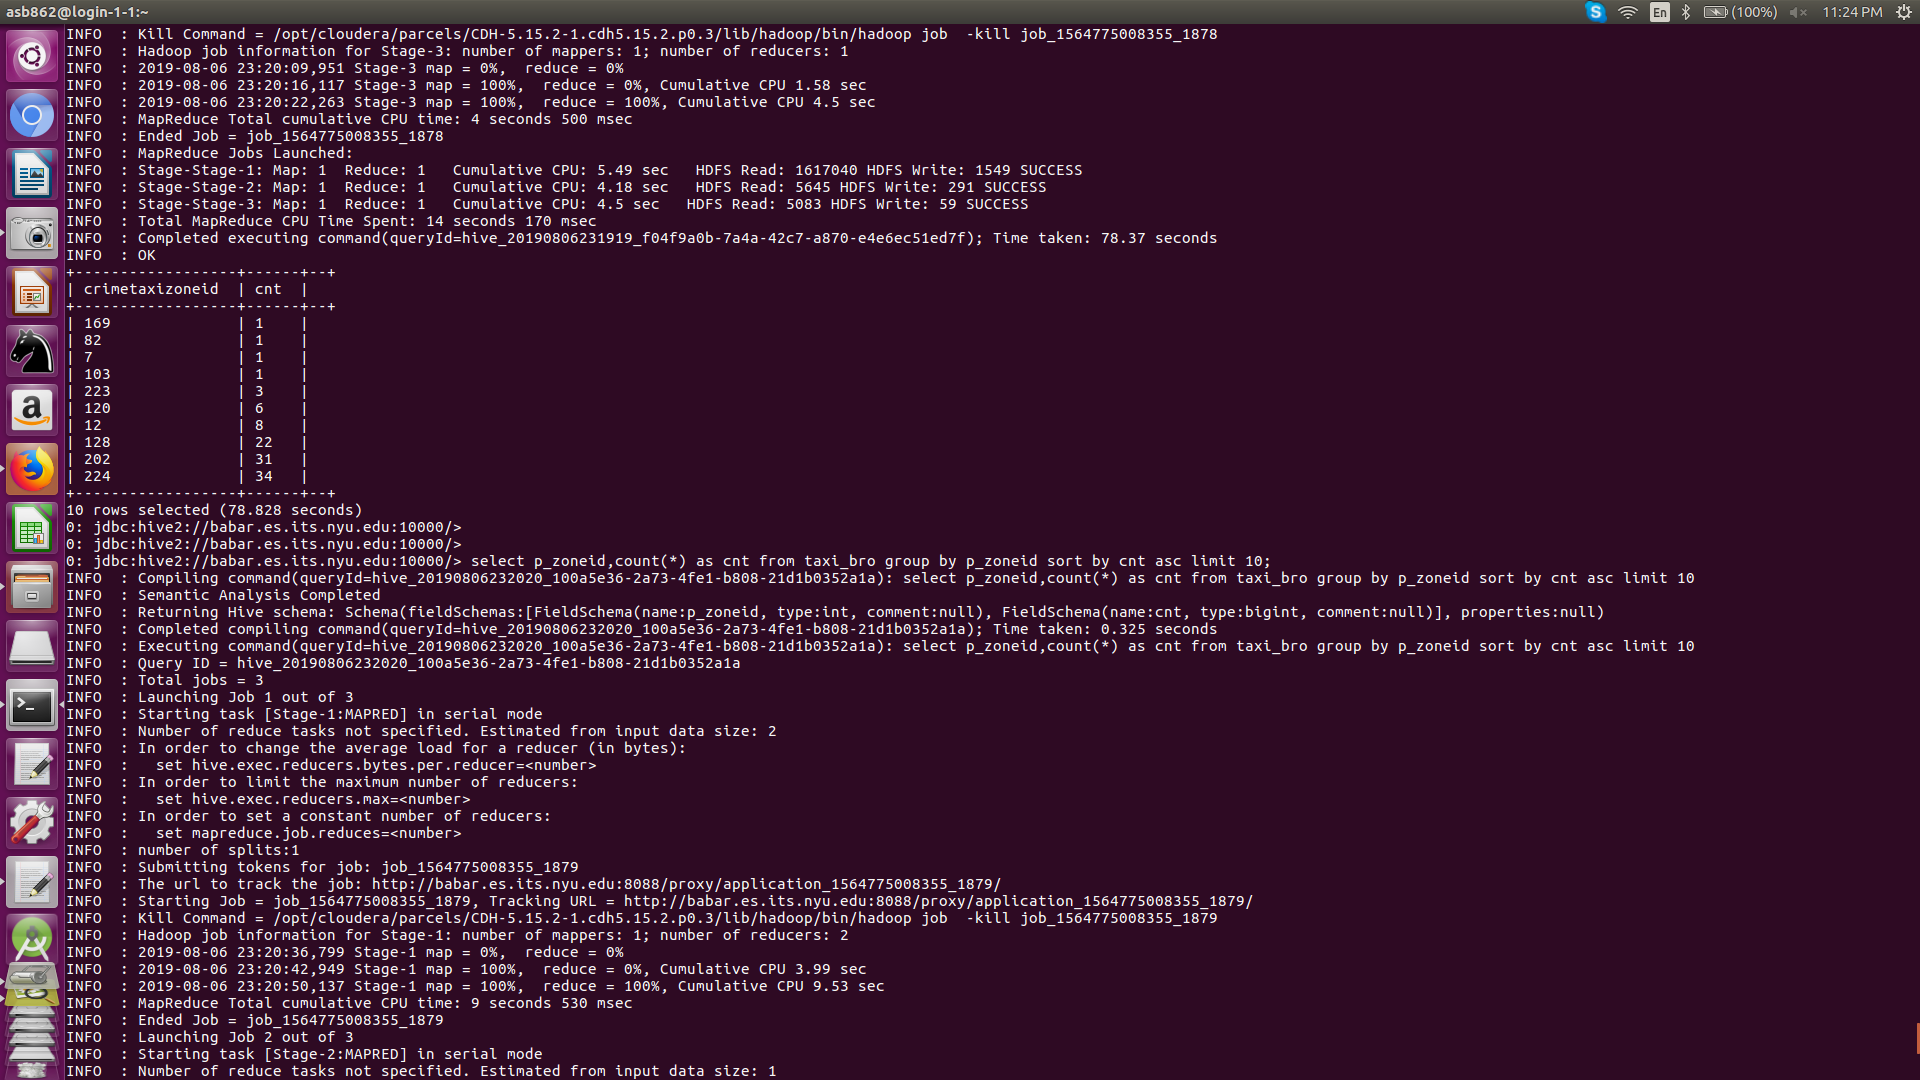 asb862@login-1-1:~
En
(100%)
11:24 PM
INFO  : Kill Command = /opt/cloudera/parcels/CDH-5.15.2-1.cdh5.15.2.p0.3/lib/hadoop/bin/hadoop job  -kill job_1564775008355_1878
INFO  : Hadoop job information for Stage-3: number of mappers: 1; number of reducers: 1
INFO  : 2019-08-06 23:20:09,951 Stage-3 map = 0%,  reduce = 0%
INFO  : 2019-08-06 23:20:16,117 Stage-3 map = 100%,  reduce = 0%, Cumulative CPU 1.58 sec
INFO  : 2019-08-06 23:20:22,263 Stage-3 map = 100%,  reduce = 100%, Cumulative CPU 4.5 sec
INFO  : MapReduce Total cumulative CPU time: 4 seconds 500 msec
INFO  : Ended Job = job_1564775008355_1878
INFO  : MapReduce Jobs Launched:
INFO  : Stage-Stage-1: Map: 1  Reduce: 1   Cumulative CPU: 5.49 sec   HDFS Read: 1617040 HDFS Write: 1549 SUCCESS
INFO  : Stage-Stage-2: Map: 1  Reduce: 1   Cumulative CPU: 4.18 sec   HDFS Read: 5645 HDFS Write: 291 SUCCESS
INFO  : Stage-Stage-3: Map: 1  Reduce: 1   Cumulative CPU: 4.5 sec   HDFS Read: 5083 HDFS Write: 59 SUCCESS
INFO  : Total MapReduce CPU Time Spent: 14 seconds 170 msec
INFO  : Completed executing command(queryId=hive_20190806231919_f04f9a0b-7a4a-42c7-a870-e4e6ec51ed7f); Time taken: 78.37 seconds
INFO  : OK
+------------------+------+--+
| crimetaxizoneid  | cnt  |
+------------------+------+--+
| 169              | 1    |
| 82               | 1    |
| 7                | 1    |
| 103              | 1    |
| 223              | 3    |
| 120              | 6    |
| 12               | 8    |
| 128              | 22   |
| 202              | 31   |
| 224              | 34   |
+------------------+------+--+
10 rows selected (78.828 seconds)
0: jdbc:hive2://babar.es.its.nyu.edu:10000/>
0: jdbc:hive2://babar.es.its.nyu.edu:10000/>
0: jdbc:hive2://babar.es.its.nyu.edu:10000/> select p_zoneid,count(*) as cnt from taxi_bro group by p_zoneid sort by cnt asc limit 10;
INFO  : Compiling command(queryId=hive_20190806232020_100a5e36-2a73-4fe1-b808-21d1b0352a1a): select p_zoneid,count(*) as cnt from taxi_bro group by p_zoneid sort by cnt asc limit 10
INFO  : Semantic Analysis Completed
INFO  : Returning Hive schema: Schema(fieldSchemas:[FieldSchema(name:p_zoneid, type:int, comment:null), FieldSchema(name:cnt, type:bigint, comment:null)], properties:null)
INFO  : Completed compiling command(queryId=hive_20190806232020_100a5e36-2a73-4fe1-b808-21d1b0352a1a); Time taken: 0.325 seconds
INFO  : Executing command(queryId=hive_20190806232020_100a5e36-2a73-4fe1-b808-21d1b0352a1a): select p_zoneid,count(*) as cnt from taxi_bro group by p_zoneid sort by cnt asc limit 10
INFO  : Query ID = hive_20190806232020_100a5e36-2a73-4fe1-b808-21d1b0352a1a
INFO  : Total jobs = 3
INFO  : Launching Job 1 out of 3
INFO  : Starting task [Stage-1:MAPRED] in serial mode
INFO  : Number of reduce tasks not specified. Estimated from input data size: 2
INFO  : In order to change the average load for a reducer (in bytes):
INFO  :   set hive.exec.reducers.bytes.per.reducer=<number>
INFO  : In order to limit the maximum number of reducers:
INFO  :   set hive.exec.reducers.max=<number>
INFO  : In order to set a constant number of reducers:
INFO  :   set mapreduce.job.reduces=<number>
INFO  : number of splits:1
INFO  : Submitting tokens for job: job_1564775008355_1879
INFO  : The url to track the job: http://babar.es.its.nyu.edu:8088/proxy/application_1564775008355_1879/
INFO  : Starting Job = job_1564775008355_1879, Tracking URL = http://babar.es.its.nyu.edu:8088/proxy/application_1564775008355_1879/
INFO  : Kill Command = /opt/cloudera/parcels/CDH-5.15.2-1.cdh5.15.2.p0.3/lib/hadoop/bin/hadoop job  -kill job_1564775008355_1879
INFO  : Hadoop job information for Stage-1: number of mappers: 1; number of reducers: 2
INFO  : 2019-08-06 23:20:36,799 Stage-1 map = 0%,  reduce = 0%
INFO  : 2019-08-06 23:20:42,949 Stage-1 map = 100%,  reduce = 0%, Cumulative CPU 3.99 sec
INFO  : 2019-08-06 23:20:50,137 Stage-1 map = 100%,  reduce = 100%, Cumulative CPU 9.53 sec
INFO  : MapReduce Total cumulative CPU time: 9 seconds 530 msec
INFO  : Ended Job = job_1564775008355_1879
INFO  : Launching Job 2 out of 3
INFO  : Starting task [Stage-2:MAPRED] in serial mode
INFO  : Number of reduce tasks not specified. Estimated from input data size: 1